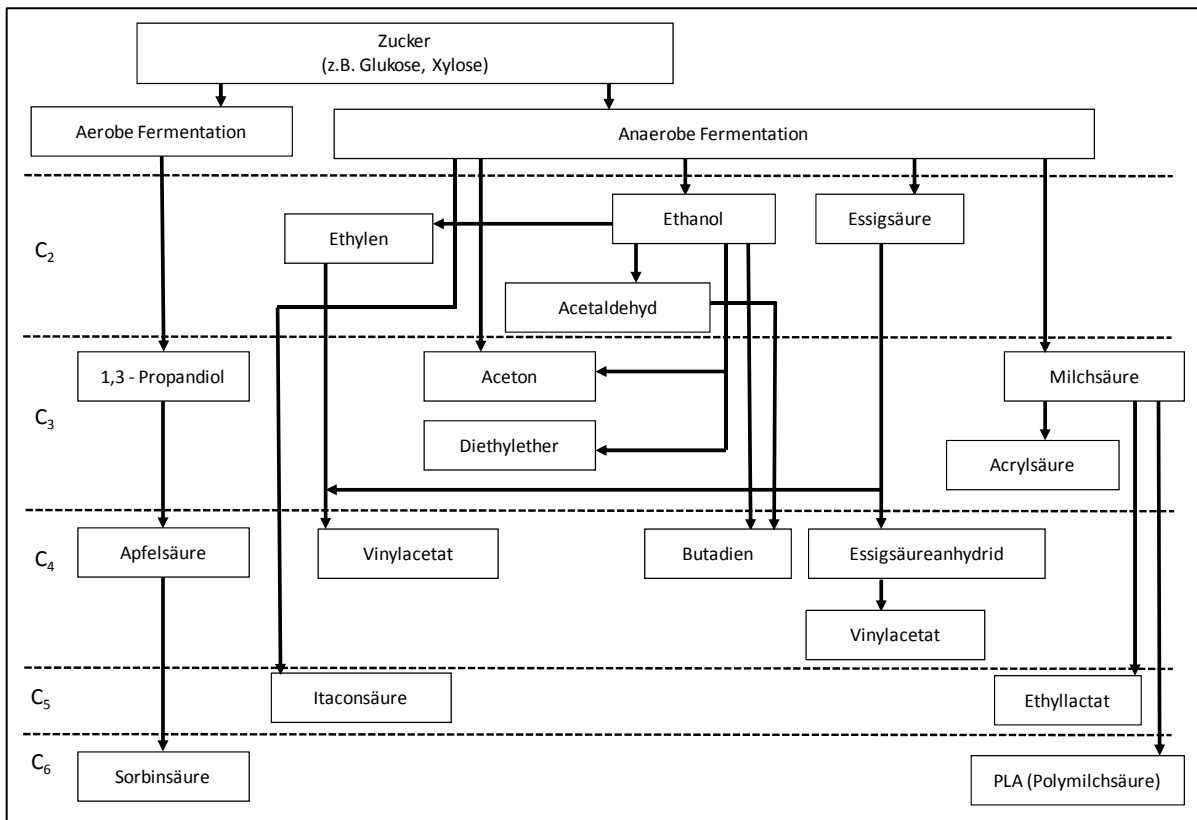 Zucker
(z.B. Glukose, Xylose)
Aerobe Fermentation
Anaerobe Fermentation
C₂
Ethylen
Ethanol
Essigsäure
Acetaldehyd
C₃
1,3 - Propandiol
Aceton
Milchsäure
Diethylether
Acrylsäure
C₄
Apfelsäure
Vinylacetat
Butadien
Essigsäureanhydrid
Vinylacetat
C₅
Itaconsäure
Ethyllactat
C₆
Sorbinsäure
PLA (Polymilchsäure)